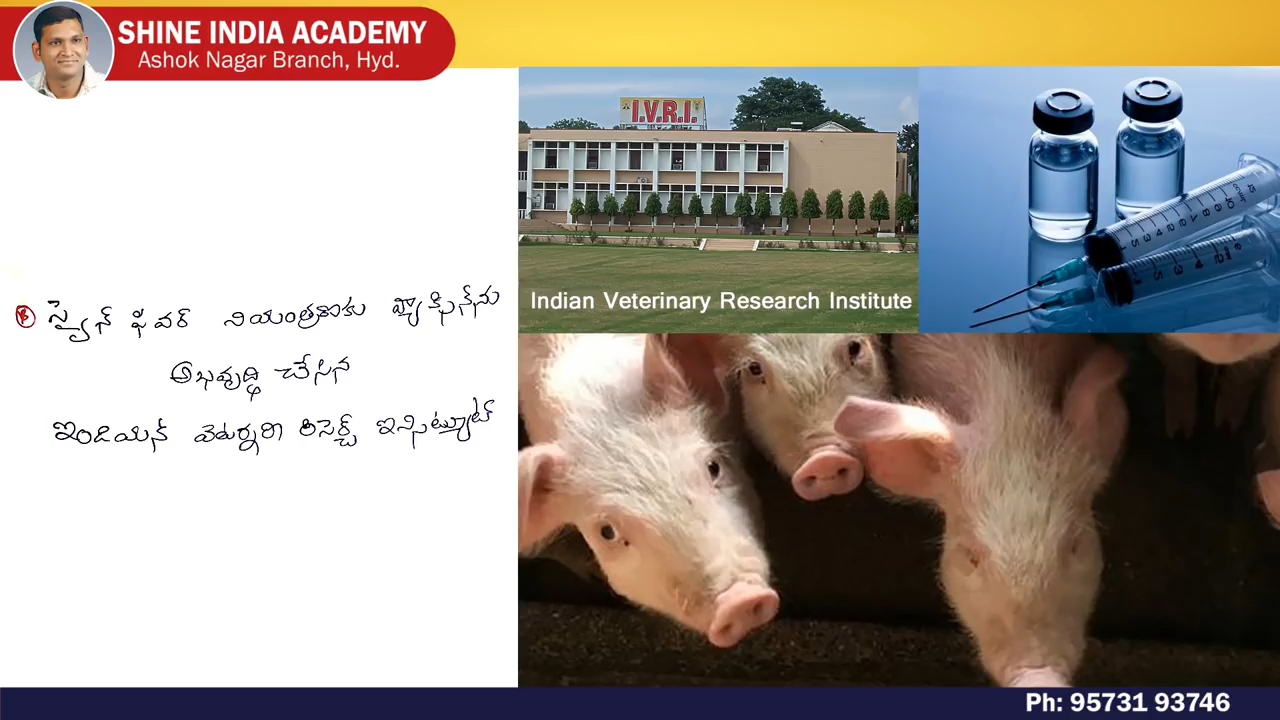 SHINE INDIA ACADEMY
Ashok Nagar Branch, Hyd.
I.V.R.I.
Indian Veterinary Research Institute
8 స్వైన్ ఫీవర్ నియంత్రణకు వ్యాక్సిన్‌ను
అభివృద్ధి చేసిన
ఇండియన్ వెటర్నరీ రిసెర్చ్ ఇన్స్టిట్యూట్
Ph: 95731 93746